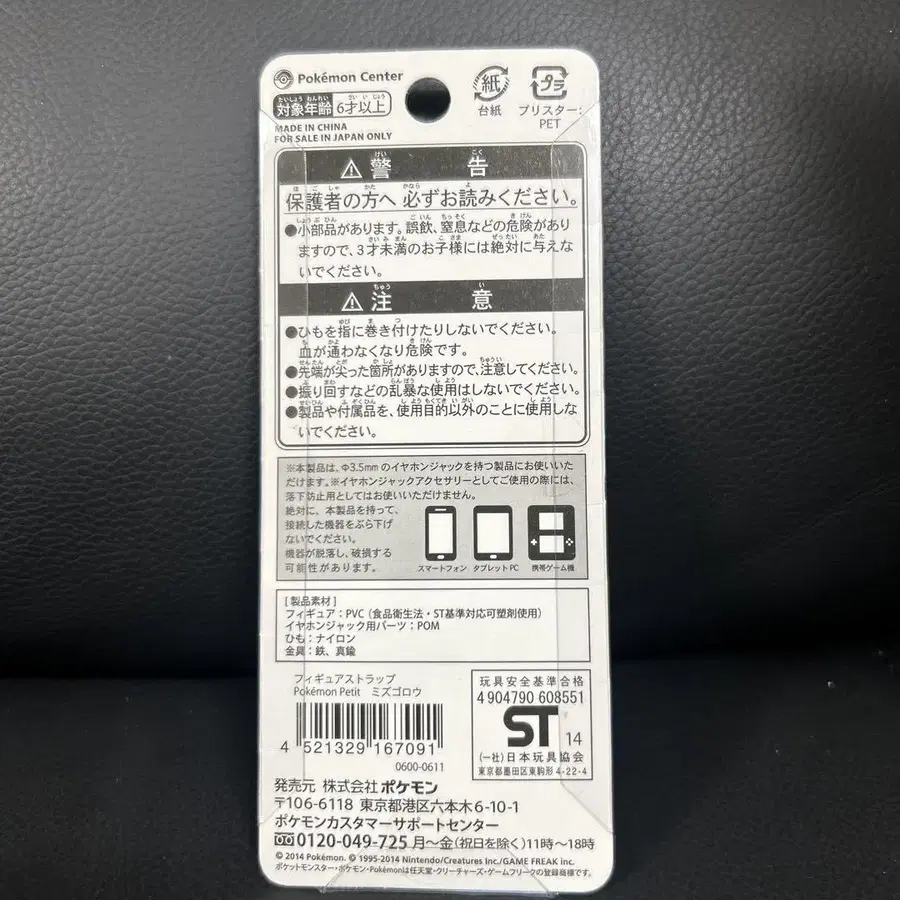 Pokémon Center
対象年齢 6才以上
MADE IN CHINA
FOR SALE IN JAPAN ONLY
紙
台紙
プラ
ブリスター:
PET
警告
保護者の方へ 必ずお読みください。
●小部品があります。誤飲、窒息などの危険があり
ますので、3才未満のお子様には絶対に与えな
いでください。
注意
●ひもを指に巻き付けたりしないでください。
血が通わなくなり危険です。
●先端が尖った箇所がありますので、注意してください。
●振り回すなどの乱暴な使用はしないでください。
●製品や付属品を、使用目的以外のことに使用しな
いでください。
※本製品は、Φ3.5mmのイヤホンジャックを持つ製品にお使いいた
だけます。※イヤホンジャックアクセサリーとしてご使用の際には、
落下防止用としてはお使いいただけません。
絶対に、本製品を持って、
接続した機器をぶら下げ
ないでください。
機器が脱落し、破損する
可能性があります。
スマートフォン タブレットPC 携帯ゲーム機
[製品素材]
フィギュア:PVC(食品衛生法・ST基準対応可塑剤使用)
イヤホンジャック用パーツ:POM
ひも:ナイロン
金具:鉄、真鍮
フィギュアストラップ
Pokémon Petit ミズゴロウ
4 521329 167091
0600-0611
玩具安全基準合格
4904790 608551
ST 14
(一社)日本玩具協会
東京都墨田区東駒形4-22-4
発売元 株式会社ポケモン
〒106-6118 東京都港区六本木6-10-1
ポケモンカスタマーサポートセンター
0120-049-725 月～金(祝日を除く)11時～18時
© 2014 Pokémon. © 1995-2014 Nintendo/Creatures Inc./GAME FREAK inc.
ポケットモンスター・ポケモン・Pokémonは任天堂・クリーチャーズ・ゲームフリークの登録商標です。